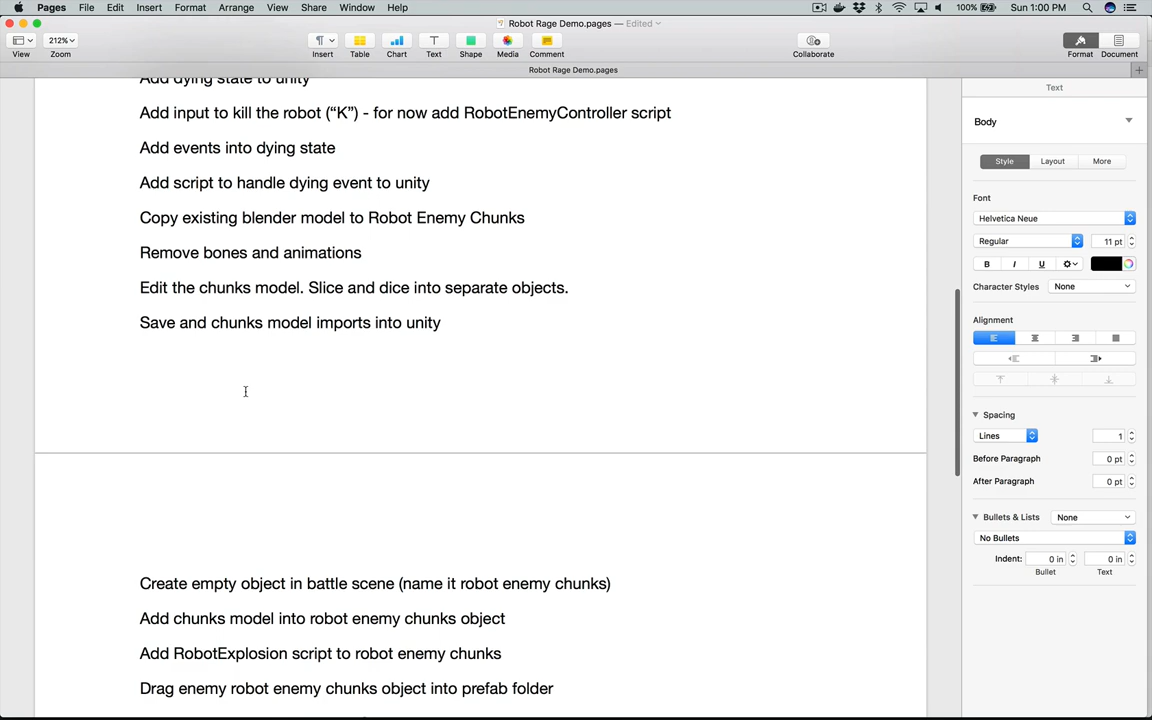 Pages File Edit Insert Format Arrange View Share Window Help 100% Sun 1:00 PM
Robot Rage Demo.pages — Edited
212%
View Zoom Insert Table Chart Text Shape Media Comment Collaborate Format Document
Robot Rage Demo.pages
Add dying state to unity
Add input to kill the robot (“K”) - for now add RobotEnemyController script
Add events into dying state
Add script to handle dying event to unity
Copy existing blender model to Robot Enemy Chunks
Remove bones and animations
Edit the chunks model. Slice and dice into separate objects.
Save and chunks model imports into unity
Create empty object in battle scene (name it robot enemy chunks)
Add chunks model into robot enemy chunks object
Add RobotExplosion script to robot enemy chunks
Drag enemy robot enemy chunks object into prefab folder
Text
Body
Style Layout More
Font
Helvetica Neue
Regular 11 pt
B I U
Character Styles None
Alignment
Spacing
Lines 1
Before Paragraph 0 pt
After Paragraph 0 pt
Bullets & Lists None
No Bullets
Indent: 0 in 0 in
Bullet Text